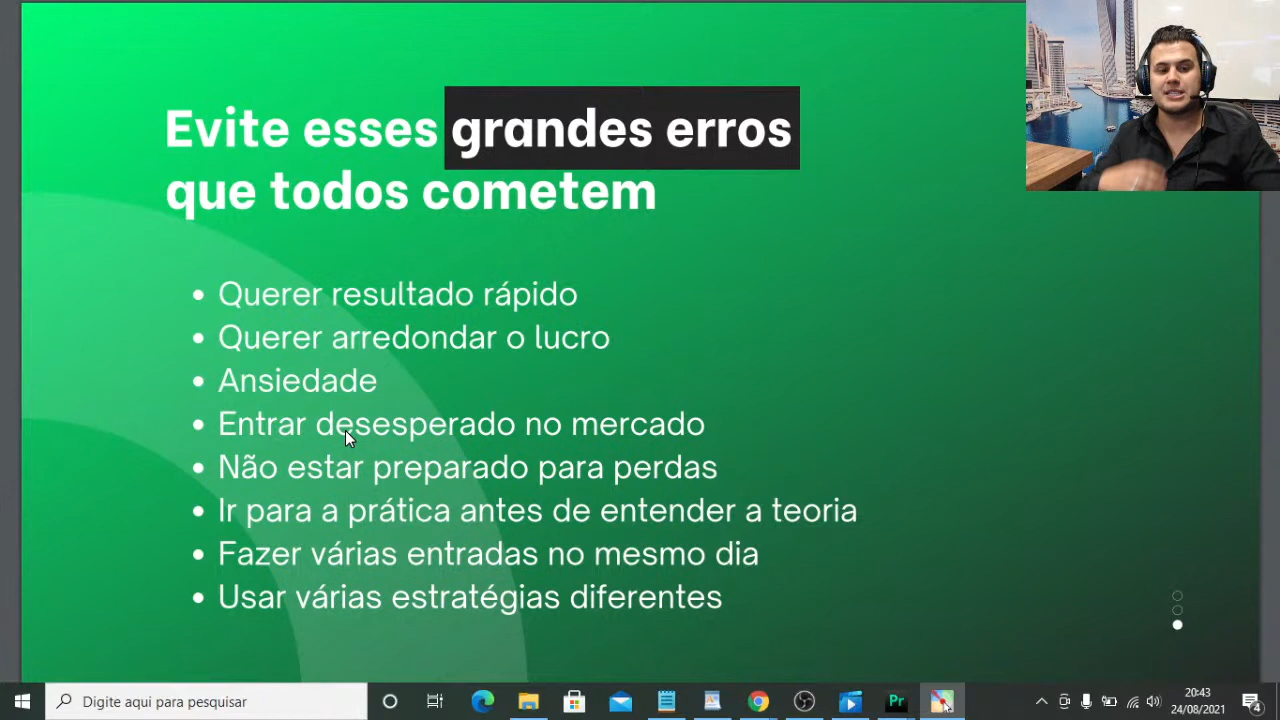 Evite esses grandes erros
que todos cometem
Querer resultado rápido
Querer arredondar o lucro
Ansiedade
Entrar desesperado no mercado
Não estar preparado para perdas
Ir para a prática antes de entender a teoria
Fazer várias entradas no mesmo dia
Usar várias estratégias diferentes
Digite aqui para pesquisar
Pr
20:43
24/08/2021
4